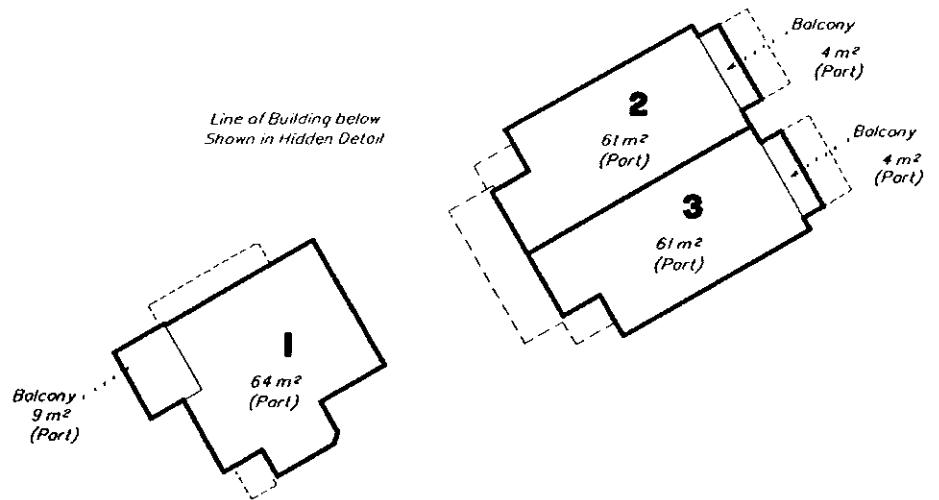 Balcony
4 m²
(Part)
2
61 m²
(Part)
Line of Building below
Shown in Hidden Detail
Balcony
4 m²
(Part)
3
61 m²
(Part)
1
64 m²
(Part)
Balcony
9 m²
(Part)